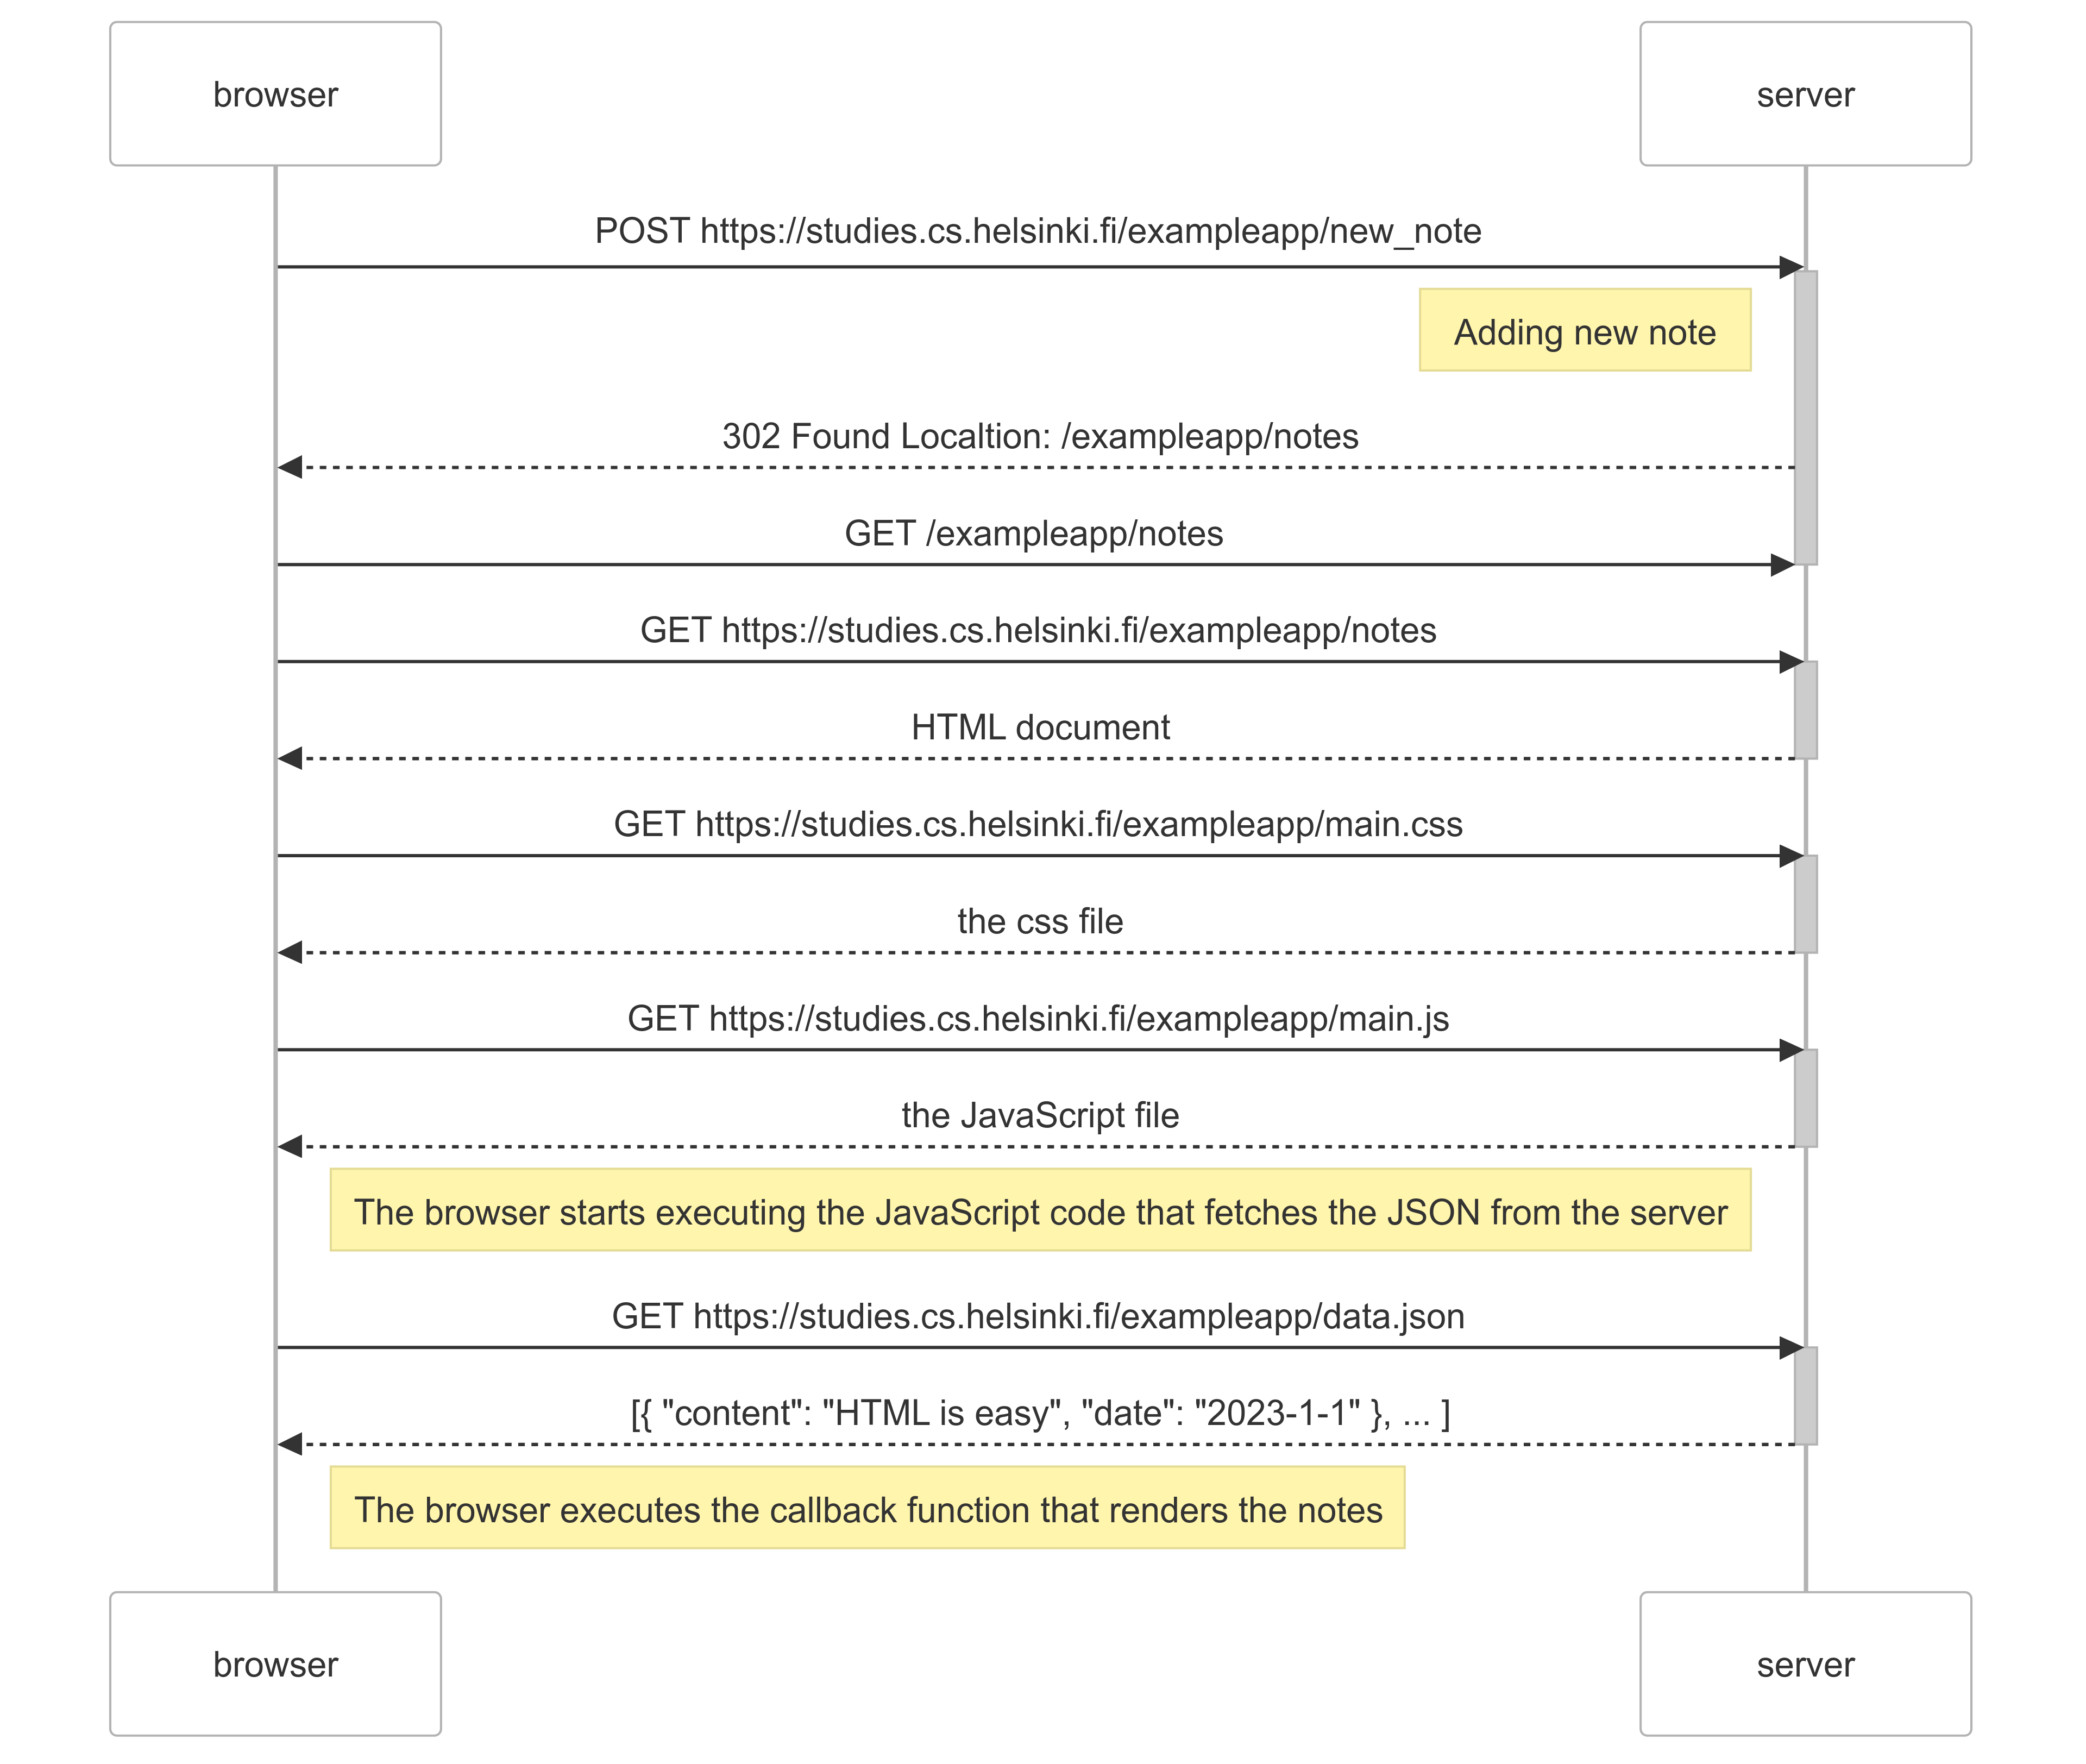 browser
server
POST https://studies.cs.helsinki.fi/exampleapp/new_note
Adding new note
302 Found Localtion: /exampleapp/notes
GET /exampleapp/notes
GET https://studies.cs.helsinki.fi/exampleapp/notes
HTML document
GET https://studies.cs.helsinki.fi/exampleapp/main.css
the css file
GET https://studies.cs.helsinki.fi/exampleapp/main.js
the JavaScript file
The browser starts executing the JavaScript code that fetches the JSON from the server
GET https://studies.cs.helsinki.fi/exampleapp/data.json
[{ "content": "HTML is easy", "date": "2023-1-1" }, ... ]
The browser executes the callback function that renders the notes
browser
server